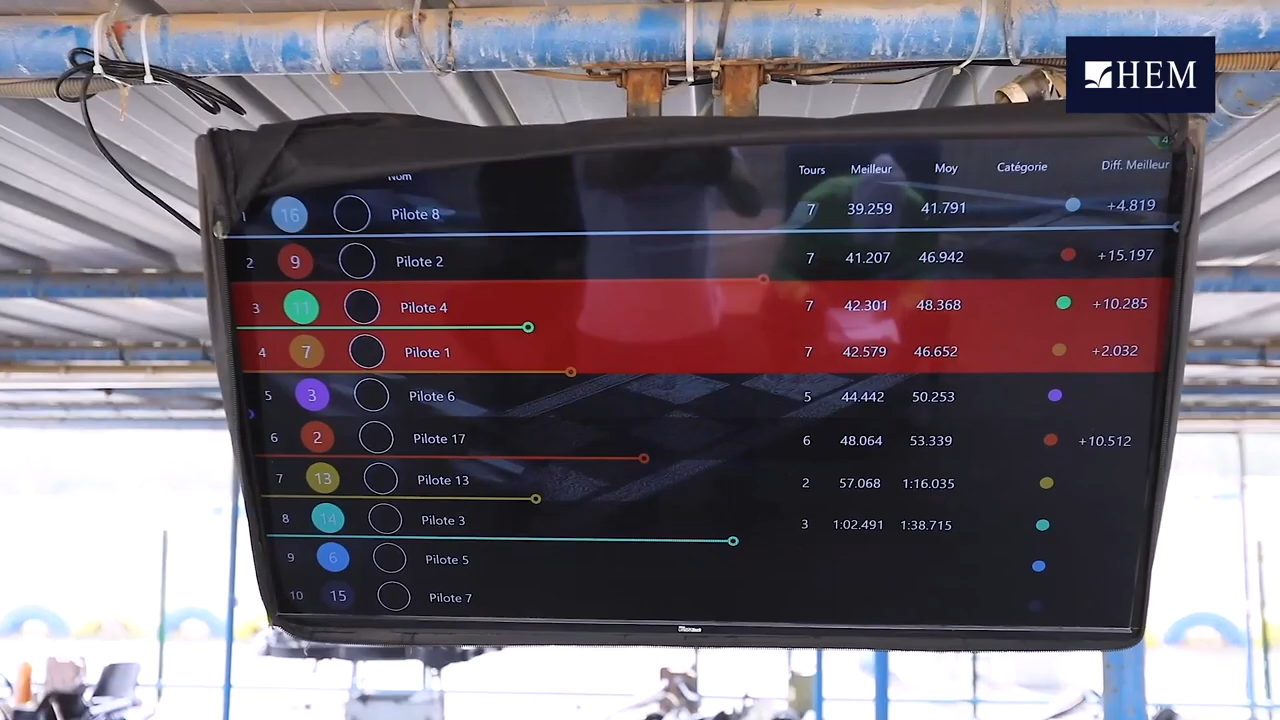 HEM
4
Nom Tours Meilleur Moy Catégorie Diff. Meilleur
1 16 Pilote 8 7 39.259 41.791 +4.819
2 9 Pilote 2 7 41.207 46.942 +15.197
3 11 Pilote 4 7 42.301 48.368 +10.285
4 7 Pilote 1 7 42.579 46.652 +2.032
5 3 Pilote 6 5 44.442 50.253
6 2 Pilote 17 6 48.064 53.339 +10.512
7 13 Pilote 13 2 57.068 1:16.035
8 14 Pilote 3 3 1:02.491 1:38.715
9 6 Pilote 5
10 15 Pilote 7